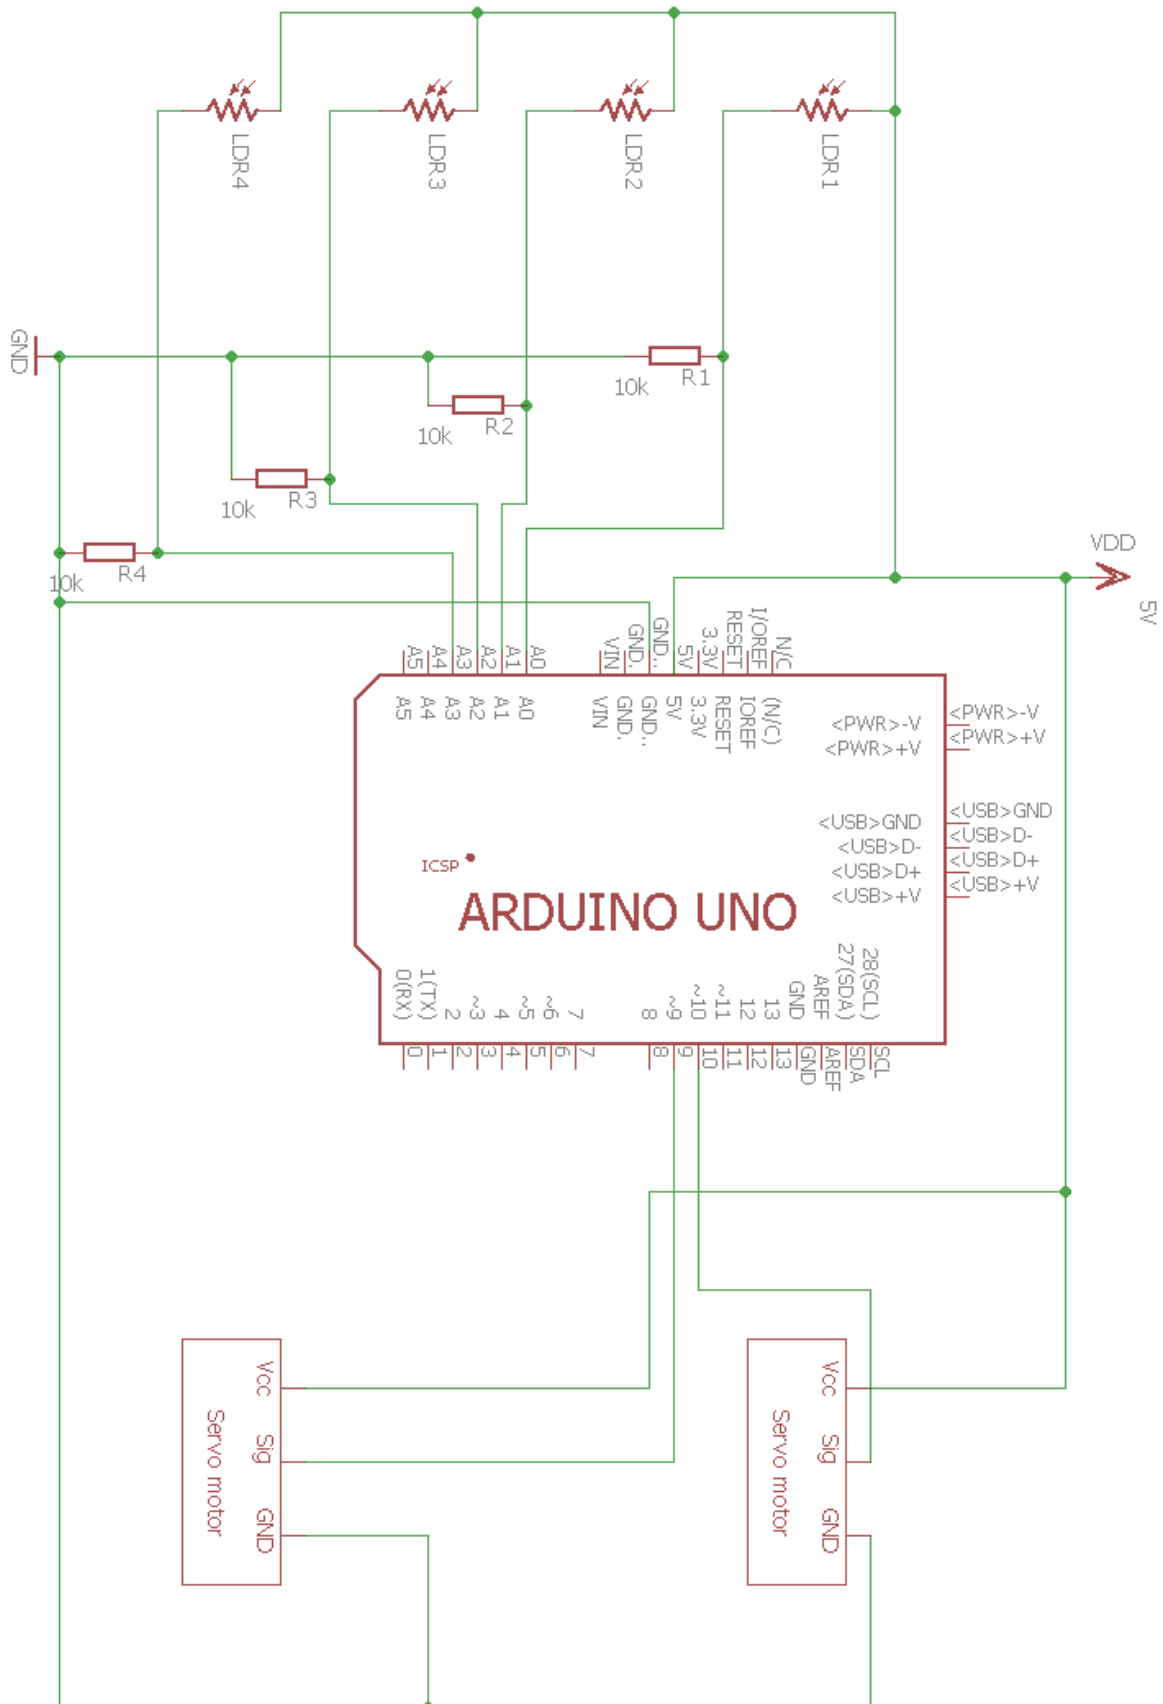 LDR4
LDR3
LDR2
LDR1
GND
R1
10k
R2
10k
R3
10k
R4
10k
VDD
5V
A5
A4
A3
A2
A1
A0
VIN
GND.
GND..
5V
3.3V
RESET
I/OREF
N/C
A5
A4
A3
A2
A1
A0
VIN
GND.
GND..
5V
3.3V
RESET
IOREF
(N/C)
<PWR>-V
<PWR>+V
<PWR>-V
<PWR>+V
<USB>GND
<USB>D-
<USB>D+
<USB>+V
<USB>GND
<USB>D-
<USB>D+
<USB>+V
ICSP
ARDUINO UNO
0(RX)
1(TX)
2
~3
4
~5
~6
7
8
~9
~10
~11
12
13
GND
AREF
27(SDA)
28(SCL)
0
1
2
3
4
5
6
7
8
9
10
11
12
13
GND
AREF
SDA
SCL
Vcc
Sig
GND
Servo motor
Vcc
Sig
GND
Servo motor